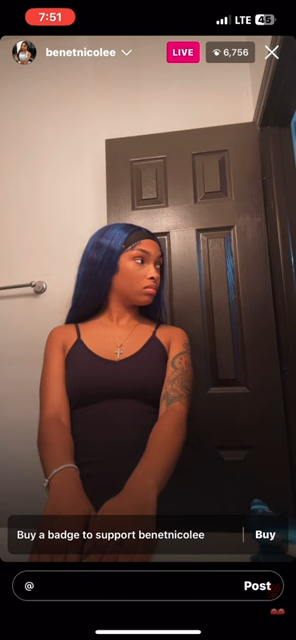 7:51 LTE 45
benetnicolee LIVE 6,756
Buy a badge to support benetnicolee Buy
@ Post